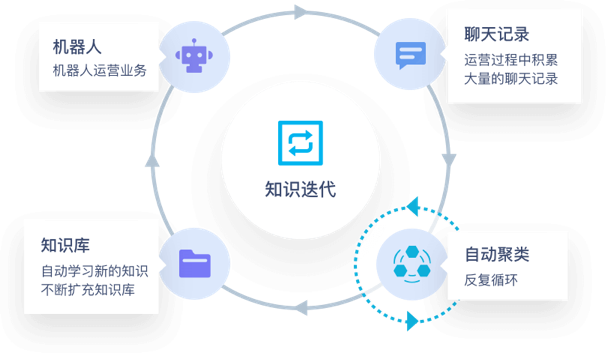 机器人
机器人运营业务
聊天记录
运营过程中积累
大量的聊天记录
知识迭代
知识库
自动学习新的知识
不断扩充知识库
自动聚类
反复循环